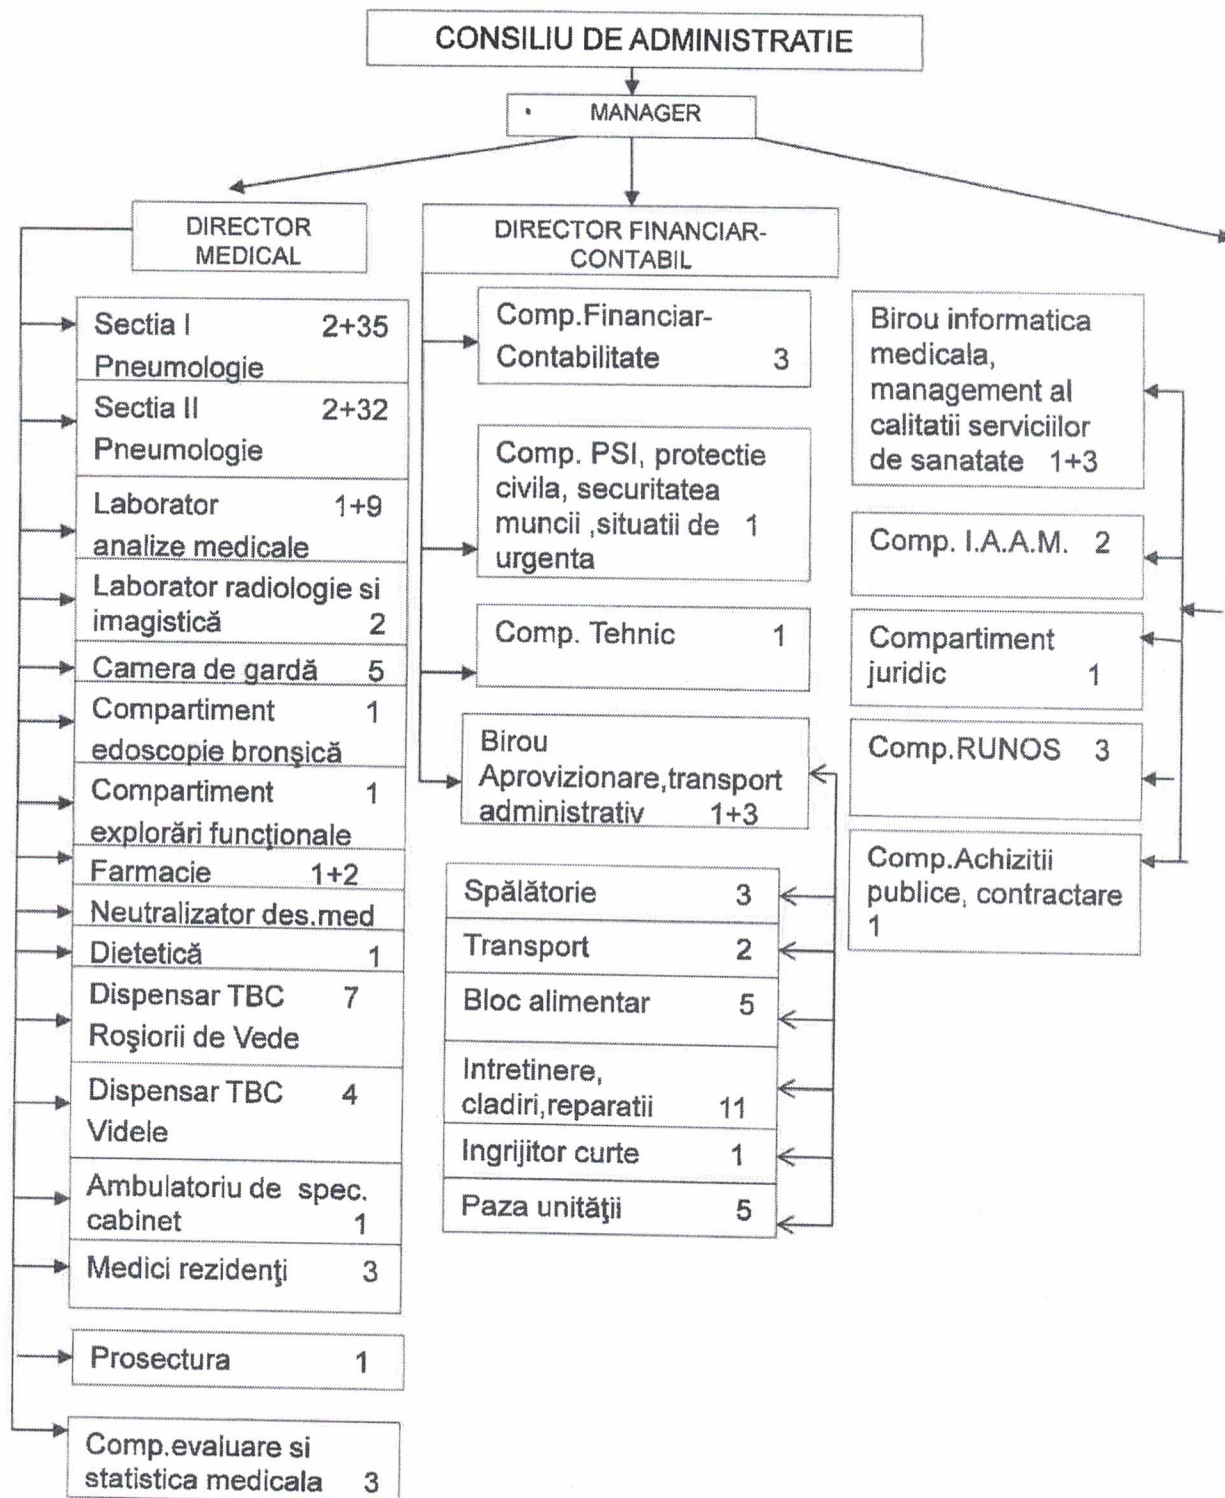 CONSILIU DE ADMINISTRATIE
MANAGER
DIRECTOR
MEDICAL
Sectia I 2+35
Pneumologie
Sectia II 2+32
Pneumologie
Laborator 1+9
analize medicale
Laborator radiologie si
imagistică 2
Camera de gardă 5
Compartiment 1
edoscopie bronşică
Compartiment 1
explorări funcţionale
Farmacie 1+2
Neutralizator des.med
Dietetică 1
Dispensar TBC 7
Roşiorii de Vede
Dispensar TBC 4
Videle
Ambulatoriu de spec.
cabinet 1
Medici rezidenţi 3
Prosectura 1
Comp.evaluare si
statistica medicala 3
DIRECTOR FINANCIAR-
CONTABIL
Comp.Financiar-
Contabilitate 3
Comp. PSI, protectie
civila, securitatea
muncii ,situatii de 1
urgenta
Comp. Tehnic 1
Birou
Aprovizionare,transport
administrativ 1+3
Spălătorie 3
Transport 2
Bloc alimentar 5
Intretinere,
cladiri,reparatii 11
Ingrijitor curte 1
Paza unităţii 5
Birou informatica
medicala,
management al
calitatii serviciilor
de sanatate 1+3
Comp. I.A.A.M. 2
Compartiment
juridic 1
Comp.RUNOS 3
Comp.Achizitii
publice, contractare
1